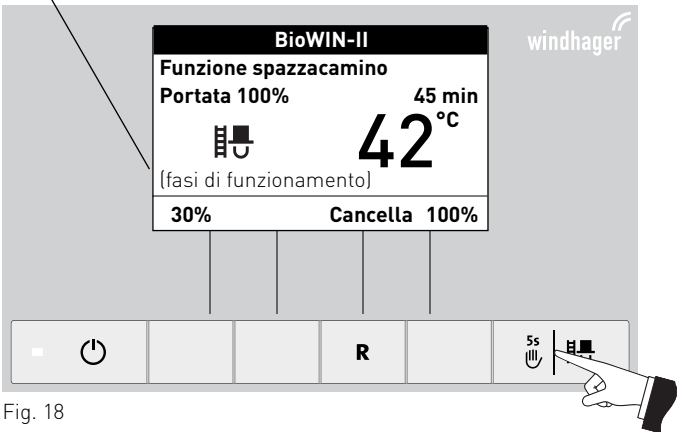 BioWIN-II
windhager
Funzione spazzacamino
Portata 100% 45 min
42 °C
(fasi di funzionamento)
30% Cancella 100%
R 5s
Fig. 18